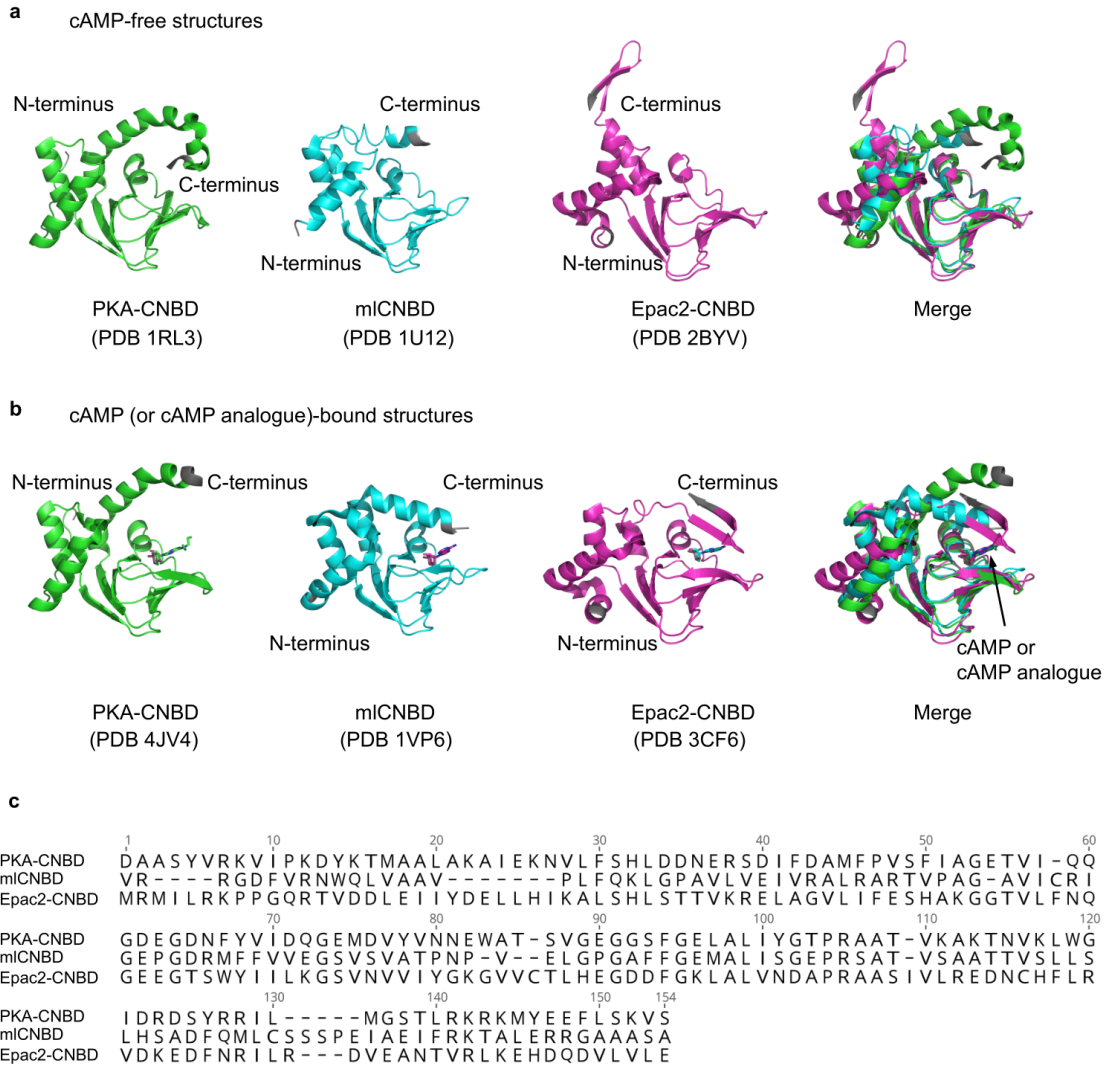 a
cAMP-free structures
N-terminus
C-terminus
C-terminus
N-terminus
C-terminus
N-terminus
PKA-CNBD
(PDB 1RL3)
mlCNBD
(PDB 1U12)
Epac2-CNBD
(PDB 2BYV)
Merge
b
cAMP (or cAMP analogue)-bound structures
N-terminus
C-terminus
C-terminus
N-terminus
C-terminus
N-terminus
cAMP or
cAMP analogue
PKA-CNBD
(PDB 4JV4)
mlCNBD
(PDB 1VP6)
Epac2-CNBD
(PDB 3CF6)
Merge
c
1 10 20 30 40 50 60
PKA-CNBD DAASYVRKVIPKDYKTMAALAKAIEKNVLFSHLDDNERSDIFDAMFPVSFIAGETVI-QQ
mlCNBD VR----RGDFVRNWQLVAAV-------PLFQKLGPAVLVEIVRALRARTVPAG-AVICRI
Epac2-CNBD MRMILRKPPGQRTVDDLEIIYDELLHIKALSHLSTTVKRELAGVLIFESHAKGGTVLFNQ
70 80 90 100 110 120
PKA-CNBD GDEGDNFYVIDQGEMDVYVNNEWAT-SVGEGGSFGELALIYGTPRAAT-VKAKTNVKLWG
mlCNBD GEPGDRMFFVVEGSVSVATPNP-V--ELGPGAFFGEMALISGEPRSAT-VSAATTVSLLS
Epac2-CNBD GEEGTSWYIILKGSVNVVIYGKGVVCTLHEGDDFGKLALVNDAPRAASIVLREDNCHFLR
130 140 150 154
PKA-CNBD IDRDSYRRIL-----MGSTLRKRKMYEEFLSKVS
mlCNBD LHSADFQMLCSSSPEIAEIFRKTALERRGAAASA
Epac2-CNBD VDKEDFNRILR----DVEANTVRLKEHDQDVLVLE